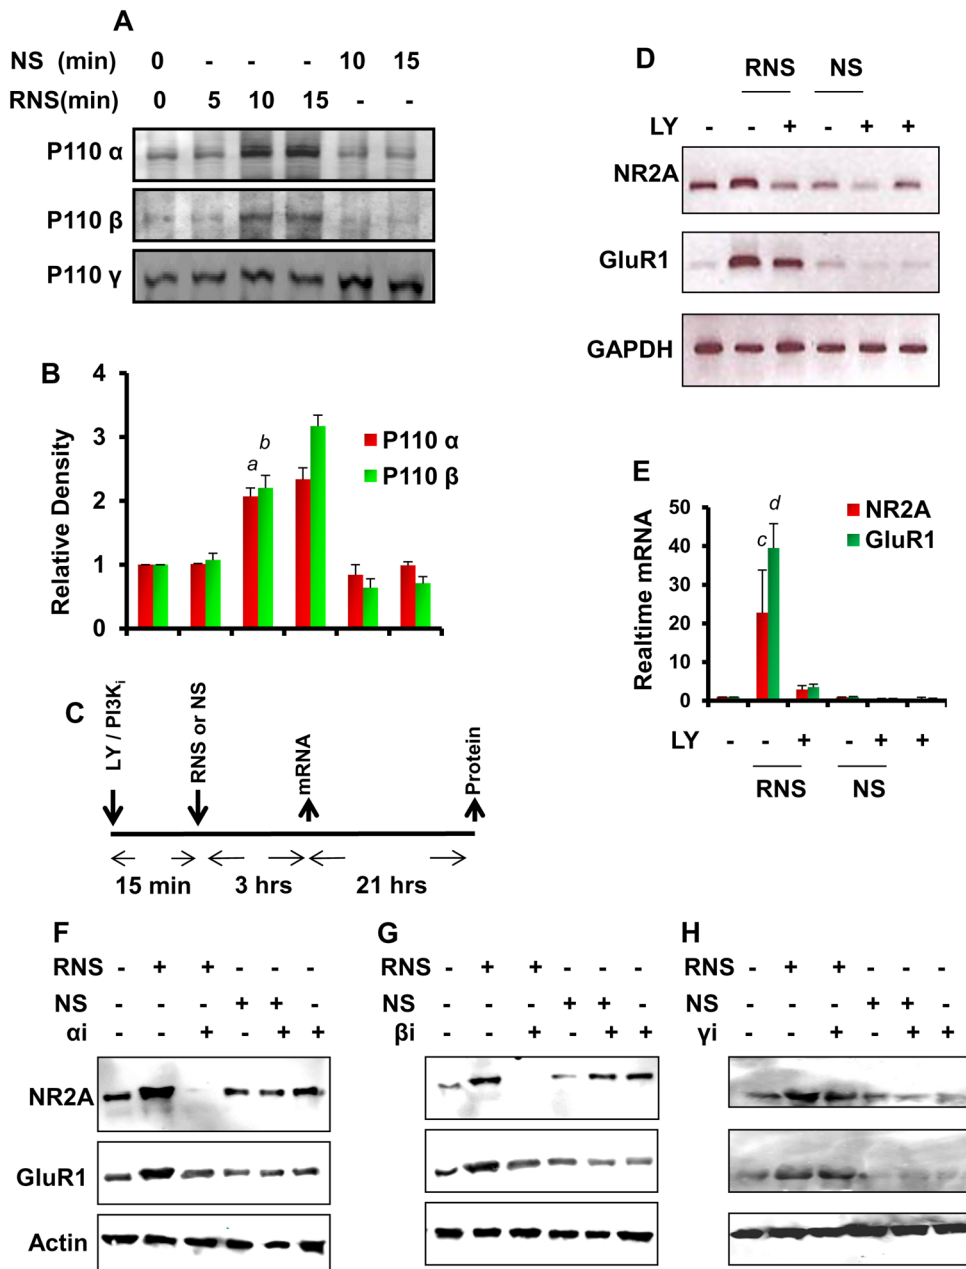 A
NS (min) 0 - - - 10 15
RNS(min) 0 5 10 15 - -
P110 α
P110 β
P110 γ
B
Relative Density
4
3
2
1
0
a
b
P110 α
P110 β
C
LY / PI3Ki
RNS or NS
mRNA
Protein
15 min 3 hrs 21 hrs
D
RNS NS
LY - - + - + +
NR2A
GluR1
GAPDH
E
Realtime mRNA
50
40
30
20
10
0
c
d
NR2A
GluR1
LY - - + - + +
RNS NS
F
RNS - + + - - -
NS - - - + + -
αi - - + - + +
NR2A
GluR1
Actin
G
RNS - + + - - -
NS - - - + + -
βi - - + - + +
H
RNS - + + - - -
NS - - - + + -
γi - - + - + +